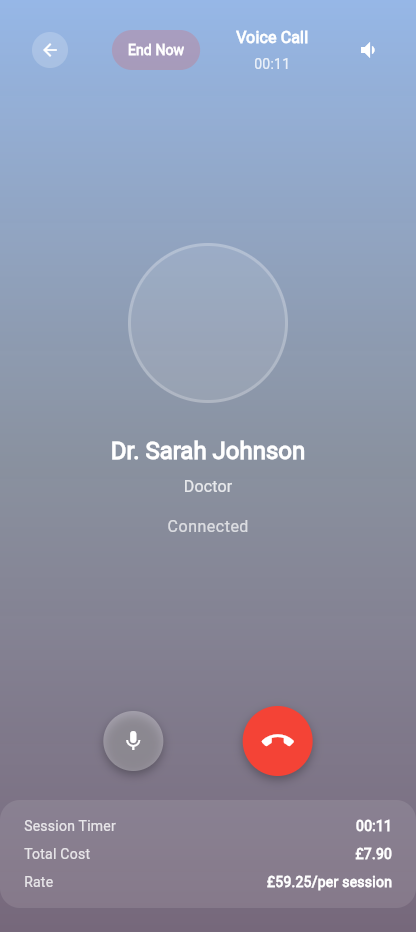 End Now
Voice Call
00:11
Dr. Sarah Johnson
Doctor
Connected
Session Timer 00:11
Total Cost £7.90
Rate £59.25/per session